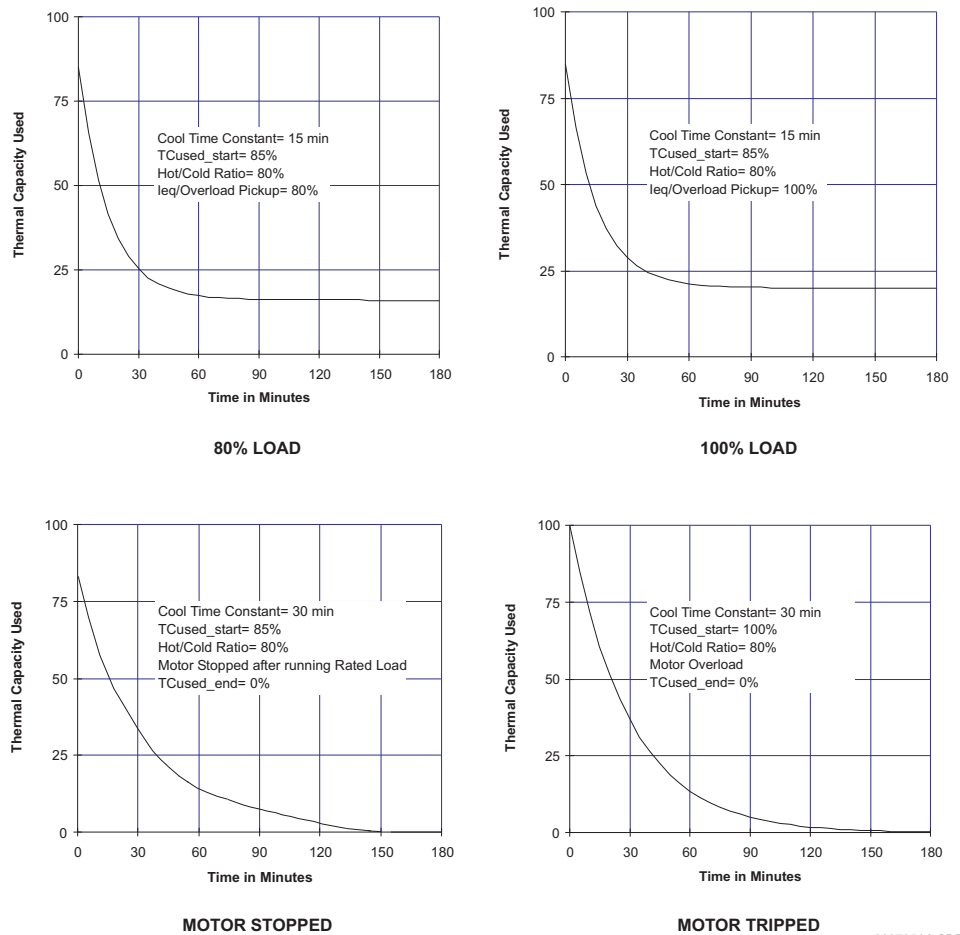 Thermal Capacity Used
100
75
50
25
0
Cool Time Constant= 15 min
TCused_start= 85%
Hot/Cold Ratio= 80%
Ieq/Overload Pickup= 80%
0 30 60 90 120 150 180
Time in Minutes
80% LOAD
Thermal Capacity Used
100
75
50
25
0
Cool Time Constant= 15 min
TCused_start= 85%
Hot/Cold Ratio= 80%
Ieq/Overload Pickup= 100%
0 30 60 90 120 150 180
Time in Minutes
100% LOAD
Thermal Capacity Used
100
75
50
25
0
Cool Time Constant= 30 min
TCused_start= 85%
Hot/Cold Ratio= 80%
Motor Stopped after running Rated Load
TCused_end= 0%
0 30 60 90 120 150 180
Time in Minutes
MOTOR STOPPED
Thermal Capacity Used
100
75
50
25
0
Cool Time Constant= 30 min
TCused_start= 100%
Hot/Cold Ratio= 80%
Motor Overload
TCused_end= 0%
0 30 60 90 120 150 180
Time in Minutes
MOTOR TRIPPED